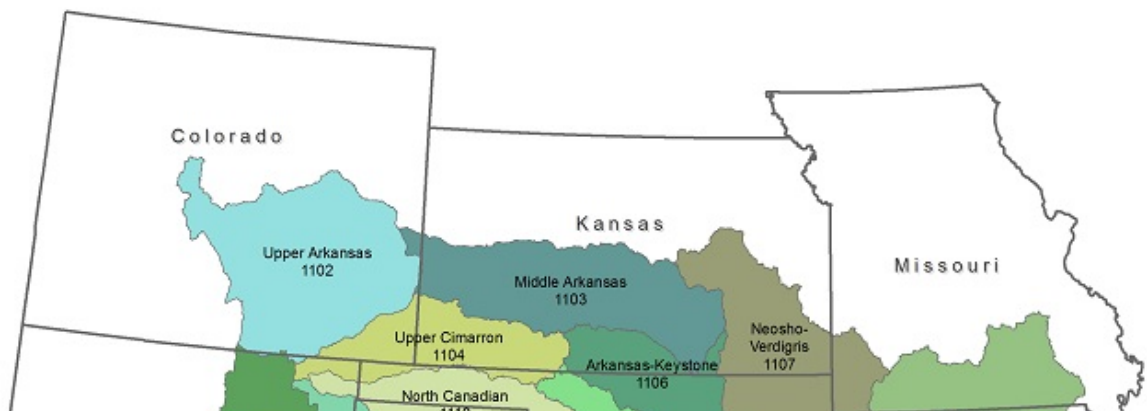 Colorado
Kansas
Upper Arkansas
1102
Missouri
Middle Arkansas
1103
Upper Cimarron
1104
Neosho-
Verdigris
1107
Arkansas-Keystone
1106
North Canadian